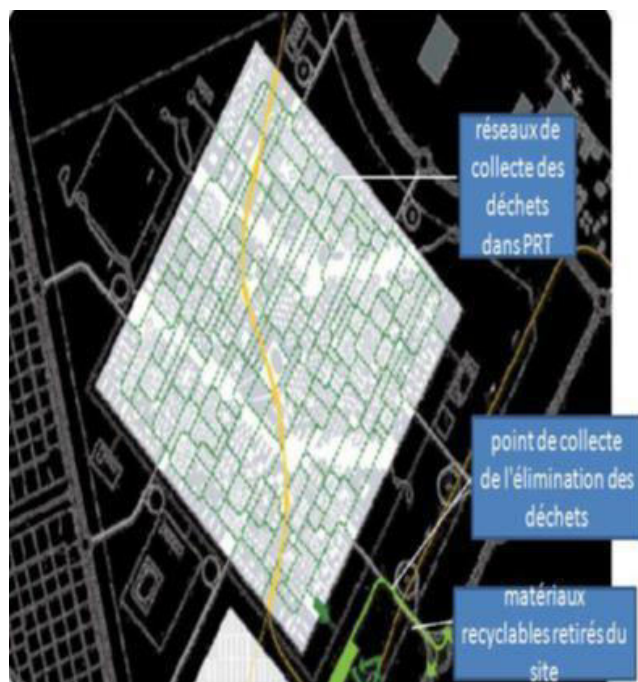 réseaux de
collecte des
déchets
dans PRT
point de collecte
de l'élimination des
déchets
matériaux
recyclables retirés du
site